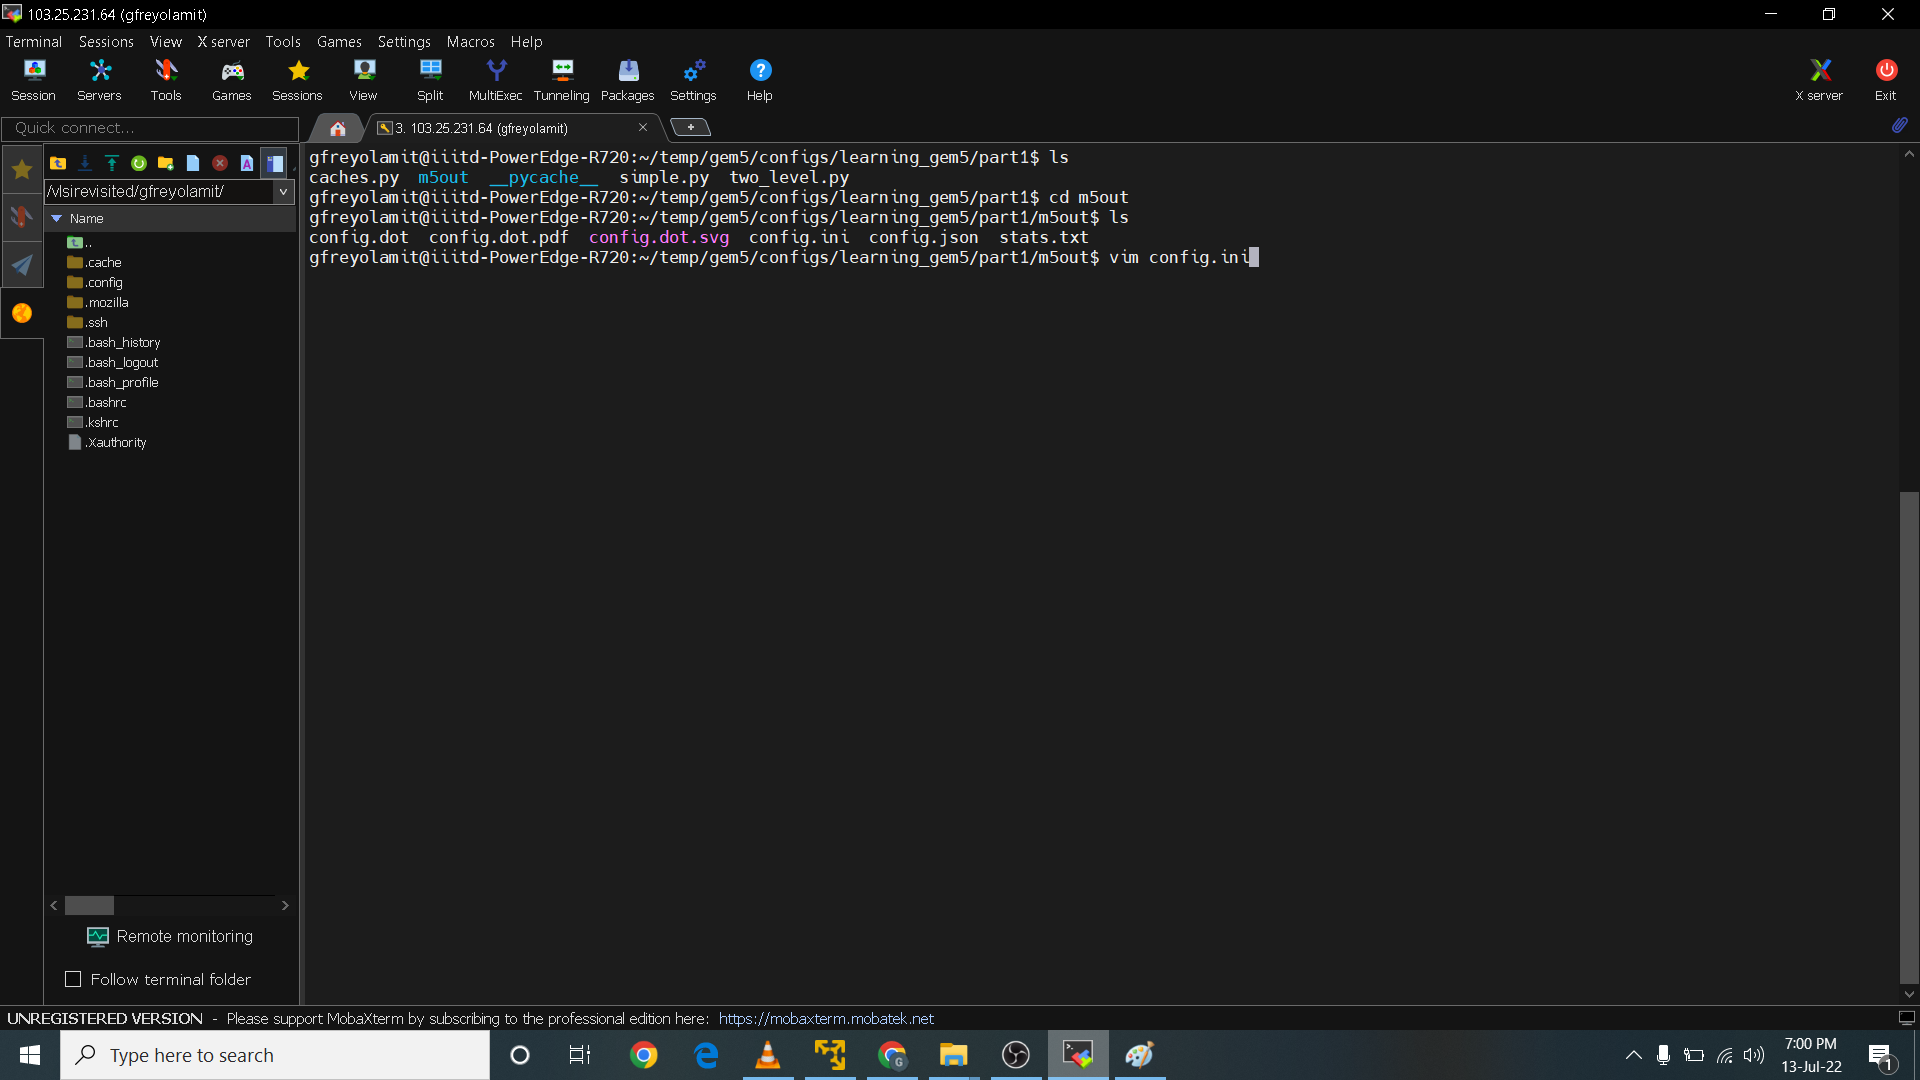 103.25.231.64 (gfreyolamit)
Terminal Sessions View X server Tools Games Settings Macros Help
Session Servers Tools Games Sessions View Split MultiExec Tunneling Packages Settings Help X server Exit
Quick connect...
3. 103.25.231.64 (gfreyolamit)
/vlsirevisited/gfreyolamit/
Name
..
.cache
.config
.mozilla
.ssh
.bash_history
.bash_logout
.bash_profile
.bashrc
.kshrc
.Xauthority
Remote monitoring
Follow terminal folder
gfreyolamit@iiitd-PowerEdge-R720:~/temp/gem5/configs/learning_gem5/part1$ ls
caches.py m5out __pycache__ simple.py two_level.py
gfreyolamit@iiitd-PowerEdge-R720:~/temp/gem5/configs/learning_gem5/part1$ cd m5out
gfreyolamit@iiitd-PowerEdge-R720:~/temp/gem5/configs/learning_gem5/part1/m5out$ ls
config.dot config.dot.pdf config.dot.svg config.ini config.json stats.txt
gfreyolamit@iiitd-PowerEdge-R720:~/temp/gem5/configs/learning_gem5/part1/m5out$ vim config.ini
UNREGISTERED VERSION - Please support MobaXterm by subscribing to the professional edition here: https://mobaxterm.mobatek.net
Type here to search
7:00 PM
13-Jul-22
1